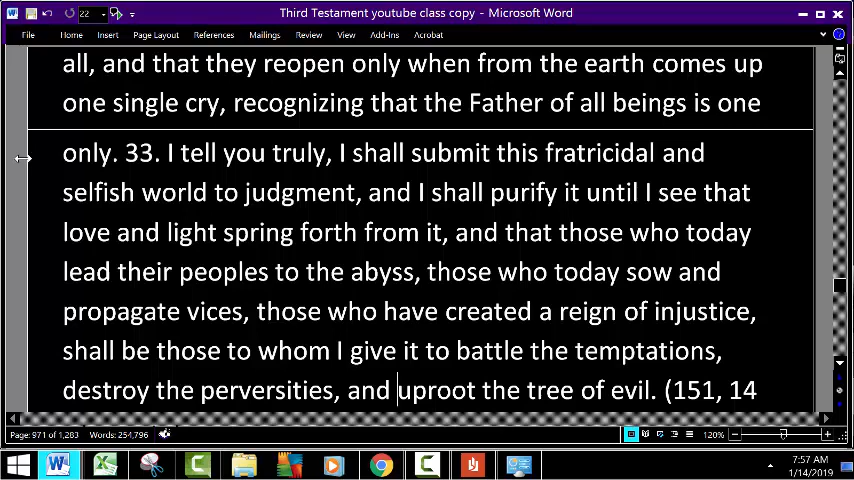 22
Third Testament youtube class copy - Microsoft Word
File Home Insert Page Layout References Mailings Review View Add-Ins Acrobat
all, and that they reopen only when from the earth comes up
one single cry, recognizing that the Father of all beings is one
only. 33. I tell you truly, I shall submit this fratricidal and
selfish world to judgment, and I shall purify it until I see that
love and light spring forth from it, and that those who today
lead their peoples to the abyss, those who today sow and
propagate vices, those who have created a reign of injustice,
shall be those to whom I give it to battle the temptations,
destroy the perversities, and uproot the tree of evil. (151, 14
Page: 971 of 1,283 Words: 254,796 120%
7:57 AM
1/14/2019